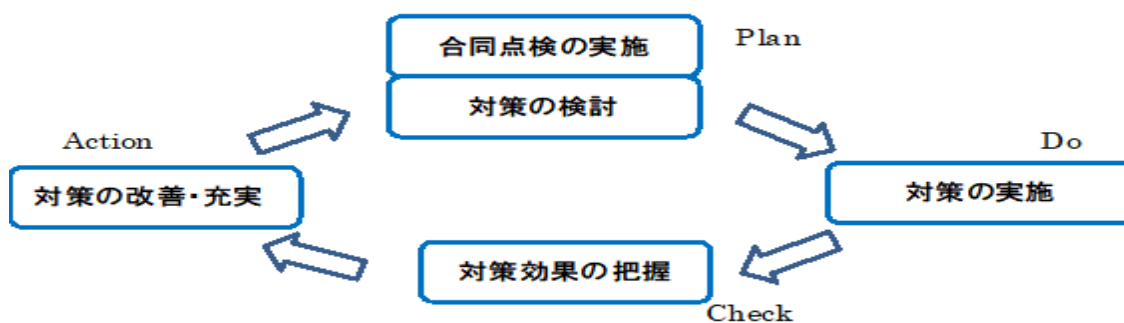 合同点検の実施
Plan
対策の検討
Action
Do
対策の改善・充実
対策の実施
対策効果の把握
Check